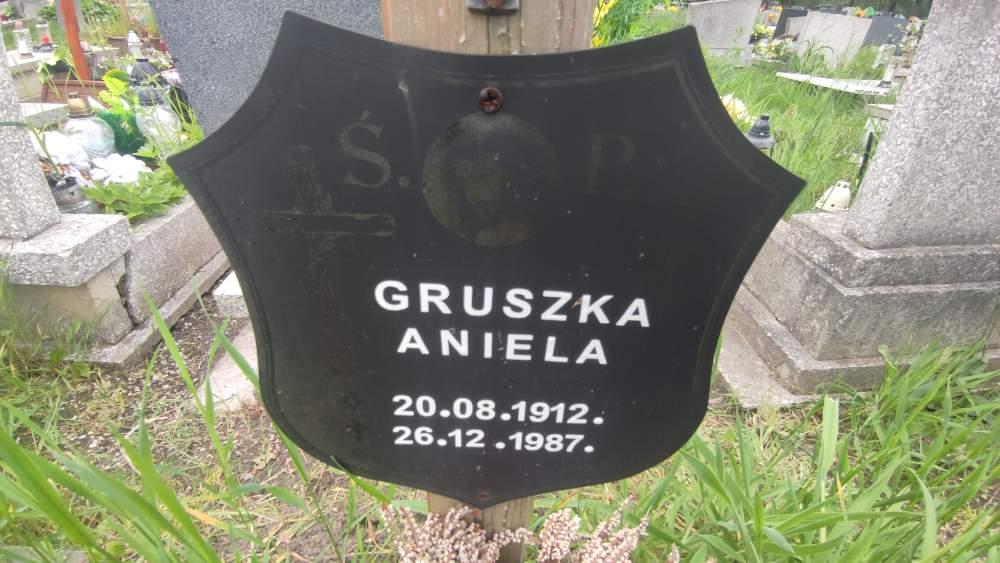 Ś. P.
GRUSZKA
ANIELA
20.08.1912.
26.12.1987.